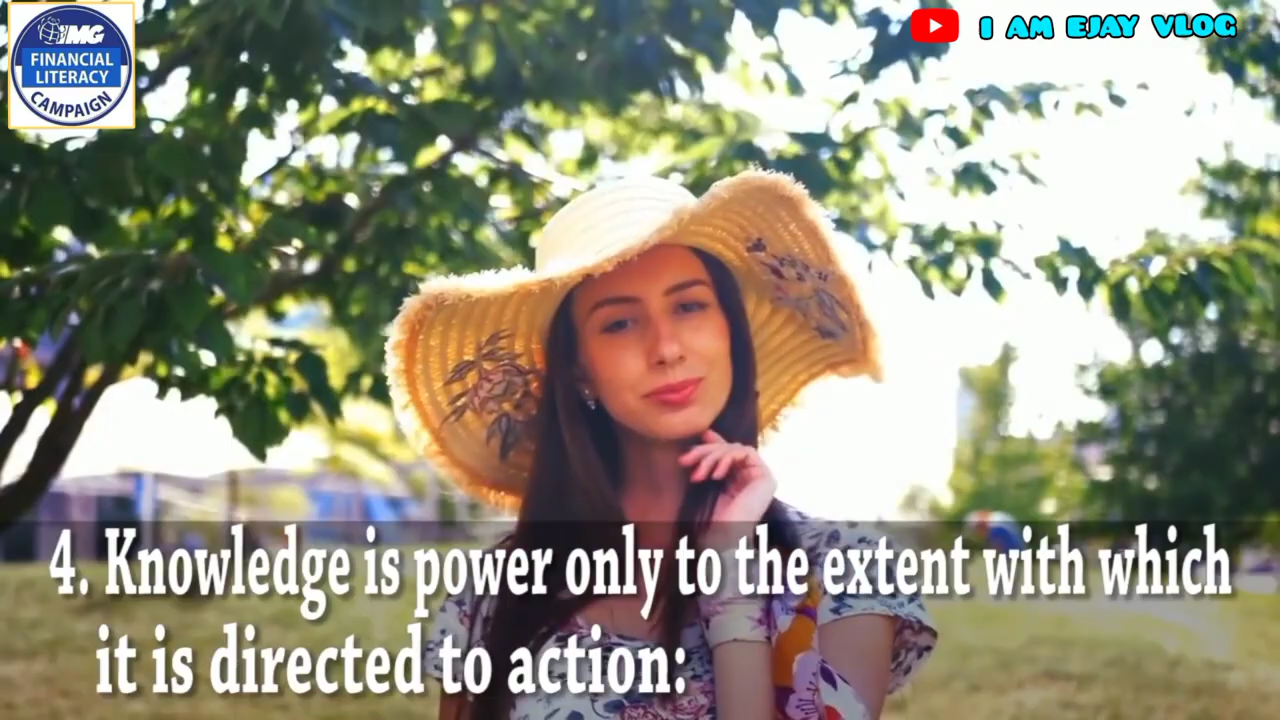 IMG
FINANCIAL
LITERACY
CAMPAIGN
I AM EJAY VLOG
4. Knowledge is power only to the extent with which
it is directed to action: